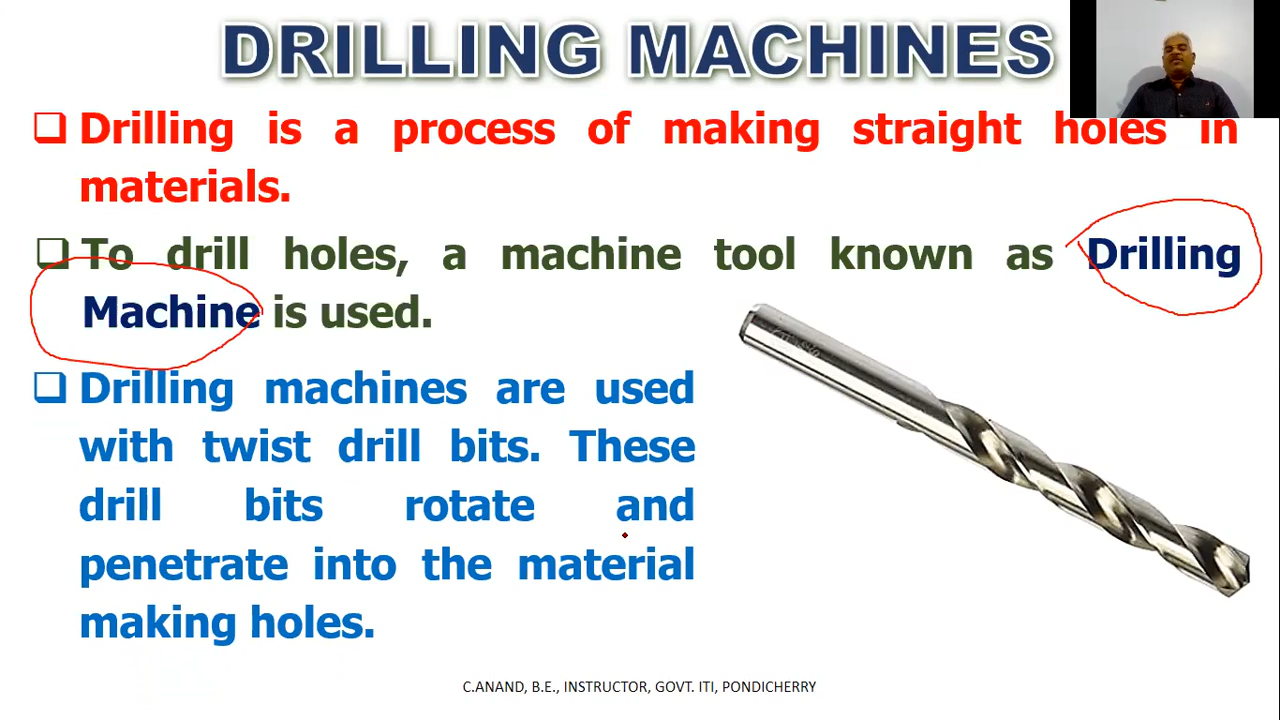 DRILLING MACHINES
Drilling is a process of making straight holes in
materials.
To drill holes, a machine tool known as Drilling
Machine is used.
Drilling machines are used
with twist drill bits. These
drill bits rotate and
penetrate into the material
making holes.
C.ANAND, B.E., INSTRUCTOR, GOVT. ITI, PONDICHERRY